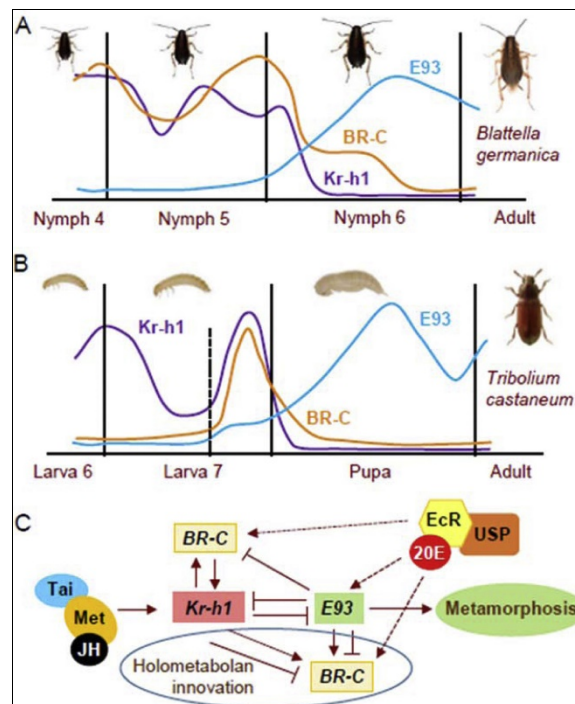 A
E93
BR-C
Kr-h1
Blattella
germanica
Nymph 4
Nymph 5
Nymph 6
Adult
B
Kr-h1
E93
BR-C
Tribolium
castaneum
Larva 6
Larva 7
Pupa
Adult
C
BR-C
EcR
USP
20E
Tai
Met
JH
Kr-h1
E93
Metamorphosis
Holometabolan
innovation
BR-C